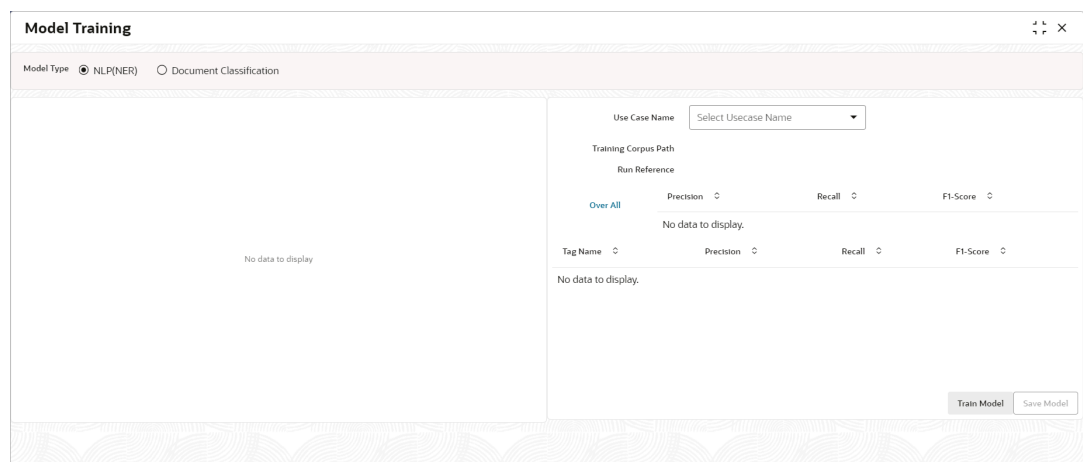 Model Training
Model Type NLP(NER) Document Classification
Use Case Name Select Usecase Name
Training Corpus Path
Run Reference
Over All
Precision Recall F1-Score
No data to display.
Tag Name Precision Recall F1-Score
No data to display.
No data to display
Train Model Save Model